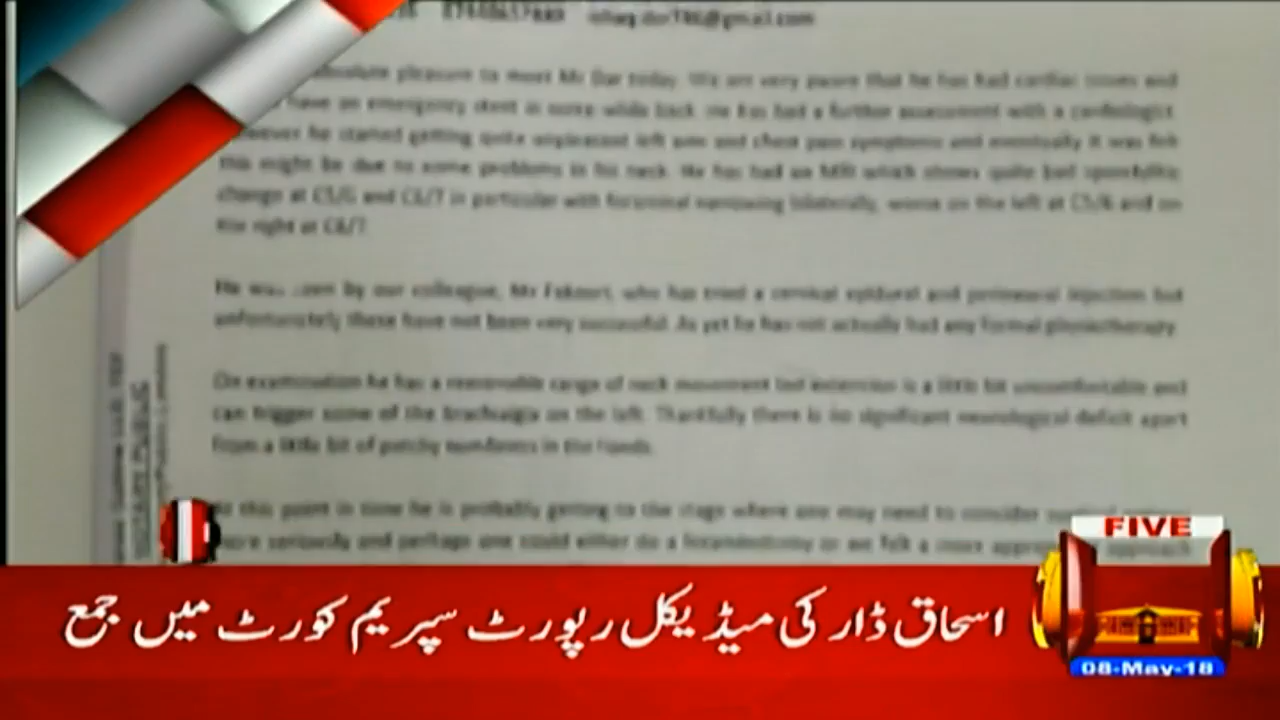 absolute pleasure to meet Mr Dar today. We are very aware that he has had cardiac issues and
have an emergency stent in some while back. He has had a further assessment with a cardiologist.
he started getting quite unpleasant left arm and chest pain symptoms and eventually it was felt
this might be due to some problems in his neck. He has had an MRI which shows quite bad spondylitic
change at C5/6 and C6/7 in particular with foraminal narrowing bilaterally, worse on the left at C5/6 and on
the right at C6/7.
He was seen by our colleague, Mr who has tried a cervical epidural and perineural injection but
unfortunately these have not been very successful. As yet he has not actually had any formal physiotherapy.
On examination he has a reasonable range of neck movement but extension is a little bit uncomfortable and
can trigger some of the brachialgia on the left. Thankfully there is no significant neurological deficit apart
from a little bit of patchy numbness in the hands.
this point in time he is probably getting to the stage where one may need to consider
more seriously and perhaps one could either do a foraminotomy or we felt a more approach
FIVE
اسحاق ڈار کی میڈیکل رپورٹ سپریم کورٹ میں جمع
08-May-18